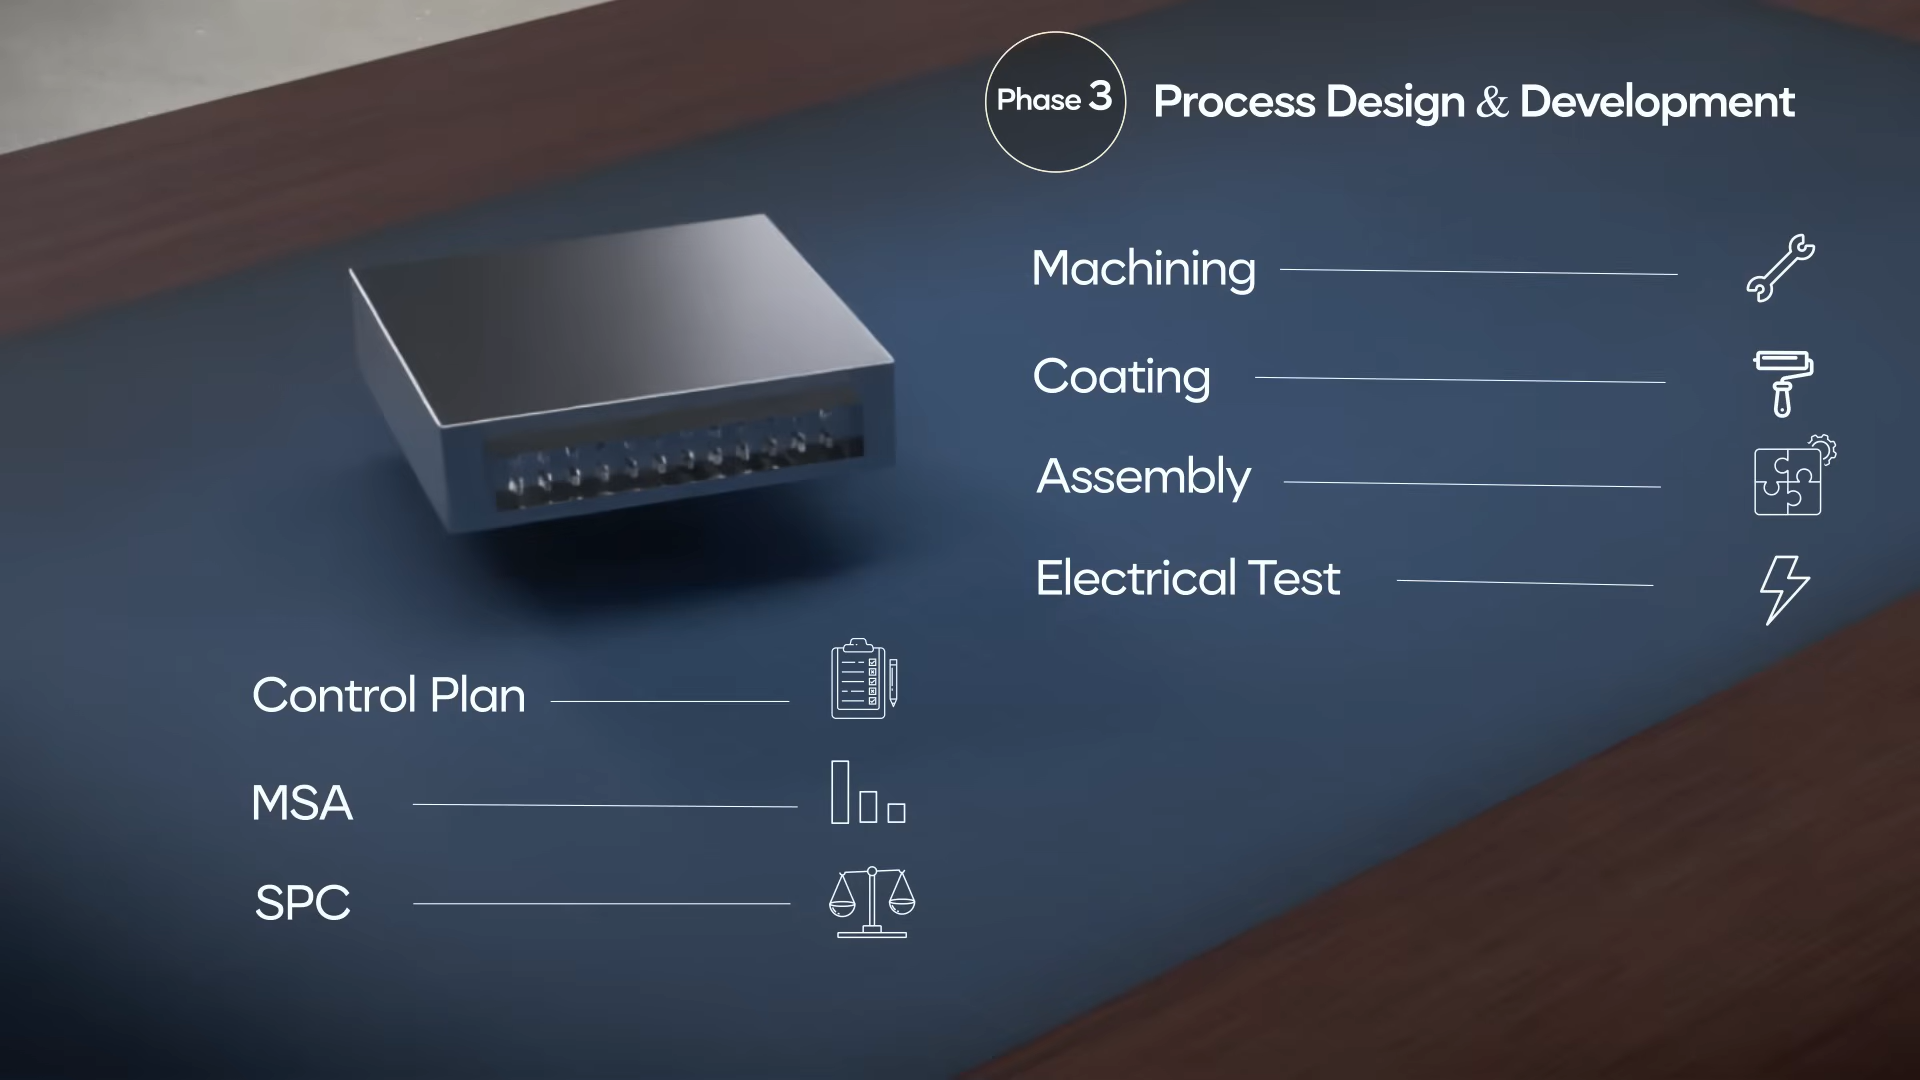 Phase 3
Process Design & Development
Machining
Coating
Assembly
Electrical Test
Control Plan
MSA
SPC